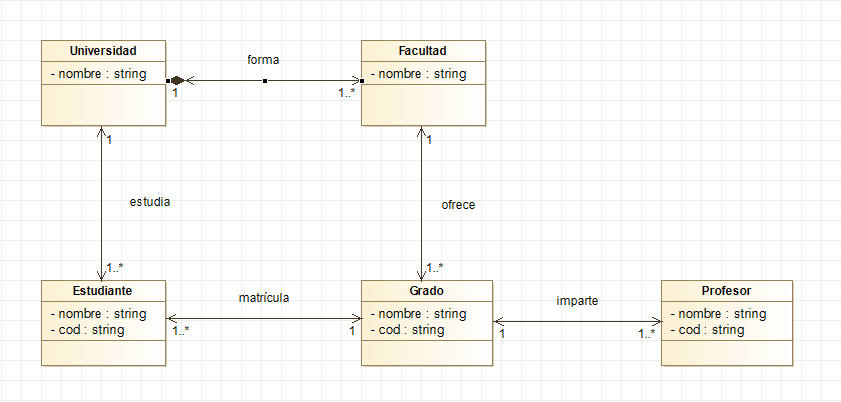 Universidad
- nombre : string
forma
1
1..*
Facultad
- nombre : string
1
1
estudia
ofrece
1..*
1..*
Estudiante
- nombre : string
- cod : string
matrícula
1..*
1
Grado
- nombre : string
- cod : string
imparte
1
1..*
Profesor
- nombre : string
- cod : string